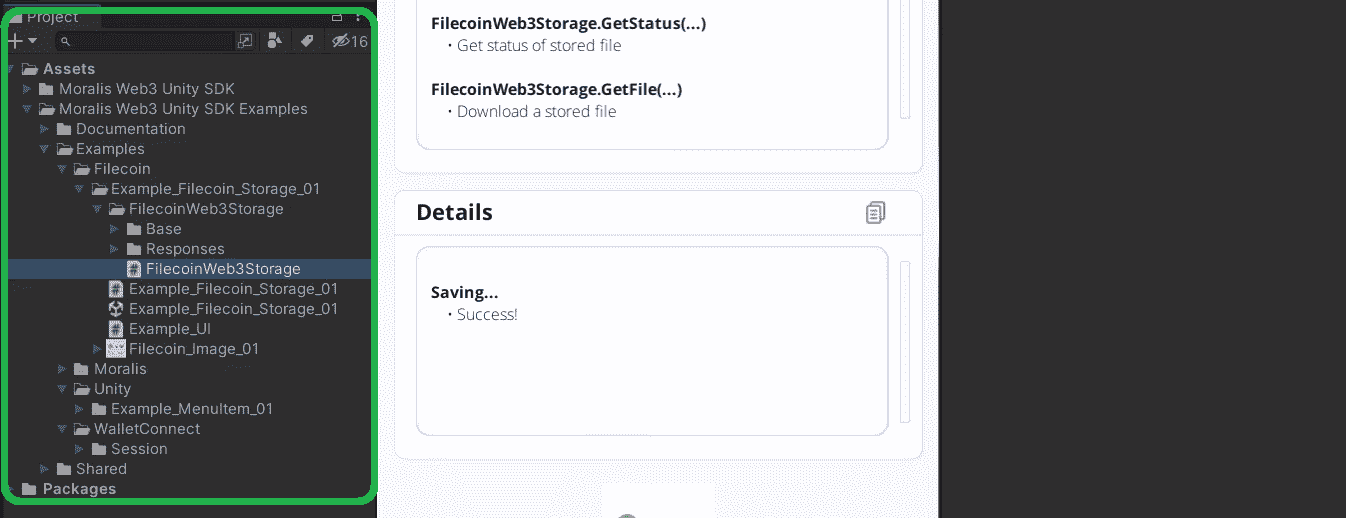 Project
16
Assets
Moralis Web3 Unity SDK
Moralis Web3 Unity SDK Examples
Documentation
Examples
Filecoin
Example_Filecoin_Storage_01
FilecoinWeb3Storage
Base
Responses
FilecoinWeb3Storage
Example_Filecoin_Storage_01
Example_Filecoin_Storage_01
Example_UI
Filecoin_Image_01
Moralis
Unity
Example_MenuItem_01
WalletConnect
Session
Shared
Packages
FilecoinWeb3Storage.GetStatus(...)
• Get status of stored file
FilecoinWeb3Storage.GetFile(...)
• Download a stored file
Details
Saving...
• Success!